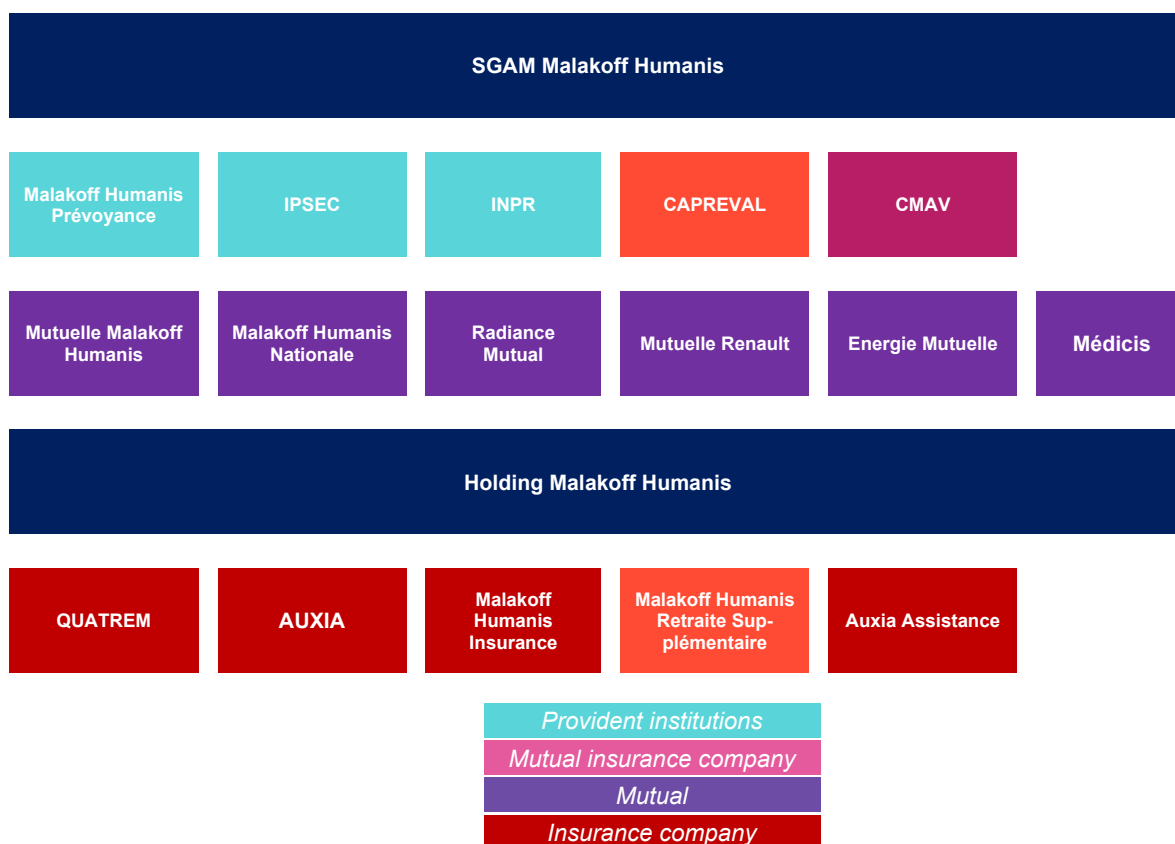 SGAM Malakoff Humanis
Malakoff Humanis
Prévoyance
IPSEC
INPR
CAPREVAL
CMAV
Mutuelle Malakoff
Humanis
Malakoff Humanis
Nationale
Radiance
Mutual
Mutuelle Renault
Energie Mutuelle
Médicis
Holding Malakoff Humanis
QUATREM
AUXIA
Malakoff
Humanis
Insurance
Malakoff Humanis
Retraite Sup-
plémentaire
Auxia Assistance
Provident institutions
Mutual insurance company
Mutual
Insurance company